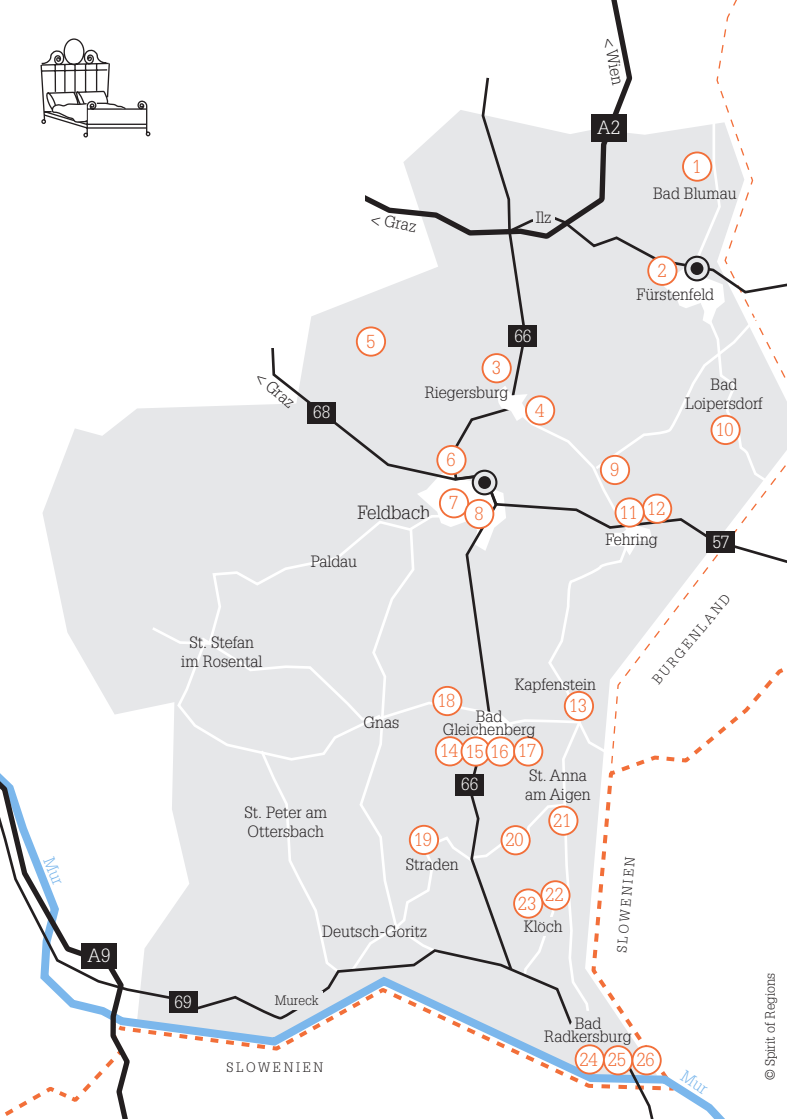 < Wien
A2
1
Bad Blumau
Ilz
< Graz
2
Fürstenfeld
66
5
3
Riegersburg
4
< Graz
68
Bad
Loipersdorf
10
6
9
7
8
Feldbach
11
12
Fehring
57
Paldau
BURGENLAND
St. Stefan
im Rosental
Kapfenstein
13
18
Gnas
Bad
Gleichenberg
14 15 16 17
66
St. Anna
am Aigen
St. Peter am
Ottersbach
21
19
20
Straden
Mur
SLOWENIEN
22
23
Klöch
Deutsch-Goritz
A9
69
Mureck
Bad
Radkersburg
24 25 26
SLOWENIEN
Mur
© Spirit of Regions